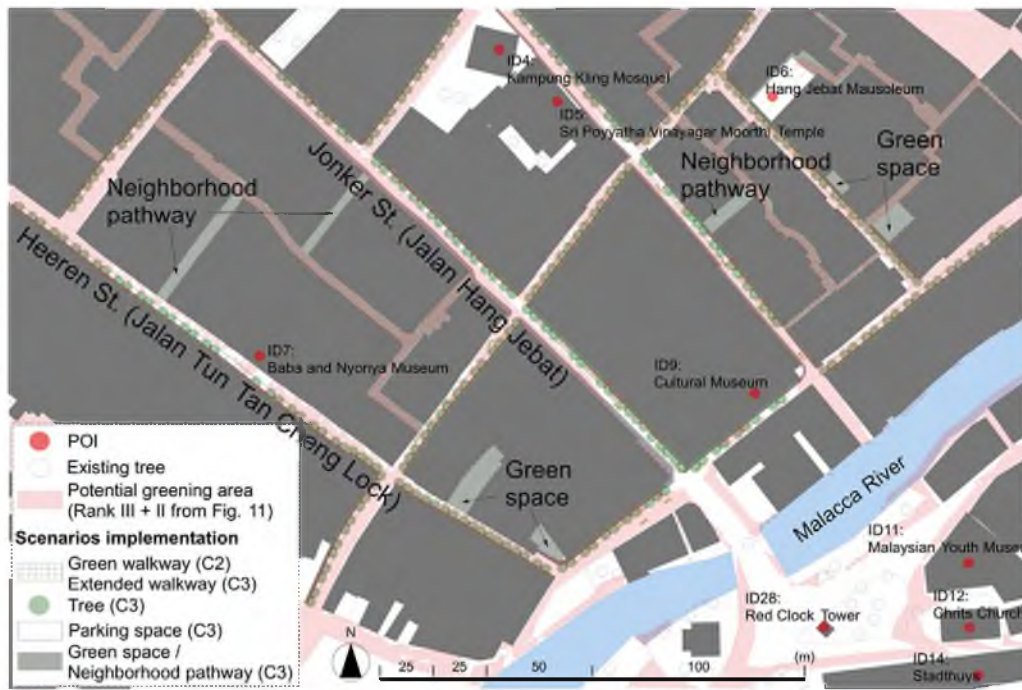 ID4:
Kampung Kling Mosquel
ID5:
Sri Poyyatha Vinayagar Moorthi Temple
ID6:
Hang Jebat Mausoleum
Green
space
Neighborhood
pathway
Neighborhood
pathway
Jonker St. (Jalan Hang Jebat)
Heeren St. (Jalan Tun Tan Cheng Lock)
ID7:
Baba and Nyonya Museum
ID9:
Cultural Museum
Green
space
Malacca River
ID11:
Malaysian Youth Museu
ID28:
Red Clock Tower
ID12:
Chrits Church
ID14:
Stadthuys
POI
Existing tree
Potential greening area
(Rank III + II from Fig. 11)
Scenarios implementation
Green walkway (C2)
Extended walkway (C3)
Tree (C3)
Parking space (C3)
Green space /
Neighborhood pathway (C3)
N
25 25 50 100 (m)